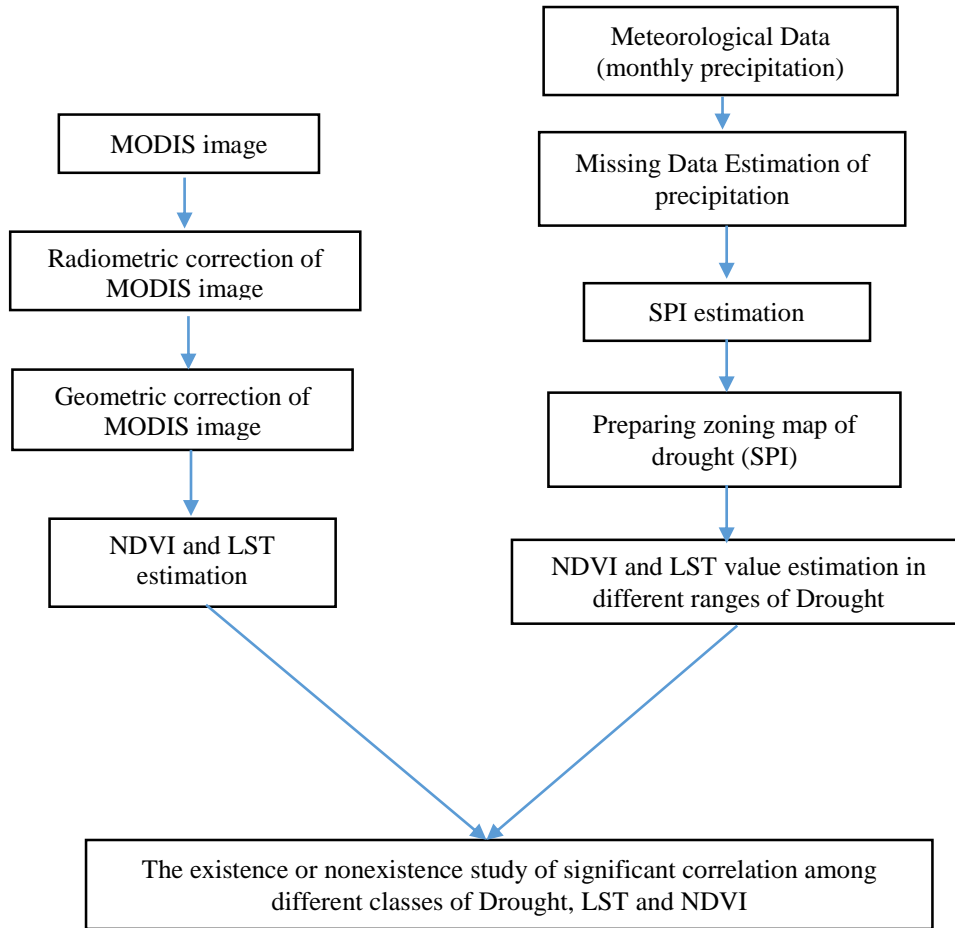 Meteorological Data
(monthly precipitation)
MODIS image
Missing Data Estimation of
precipitation
Radiometric correction of
MODIS image
SPI estimation
Geometric correction of
MODIS image
Preparing zoning map of
drought (SPI)
NDVI and LST
estimation
NDVI and LST value estimation in
different ranges of Drought
The existence or nonexistence study of significant correlation among
different classes of Drought, LST and NDVI